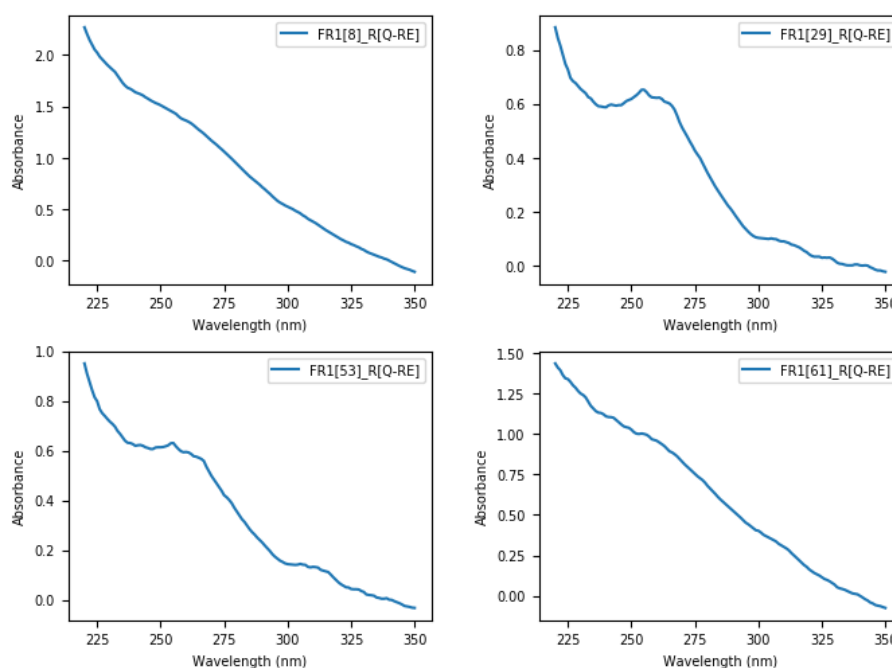 FR1[8]_R[Q-RE]
2.0
1.5
1.0
0.5
0.0
Absorbance
225 250 275 300 325 350
Wavelength (nm)
FR1[29]_R[Q-RE]
0.8
0.6
0.4
0.2
0.0
Absorbance
225 250 275 300 325 350
Wavelength (nm)
FR1[53]_R[Q-RE]
1.0
0.8
0.6
0.4
0.2
0.0
Absorbance
225 250 275 300 325 350
Wavelength (nm)
FR1[61]_R[Q-RE]
1.50
1.25
1.00
0.75
0.50
0.25
0.00
Absorbance
225 250 275 300 325 350
Wavelength (nm)